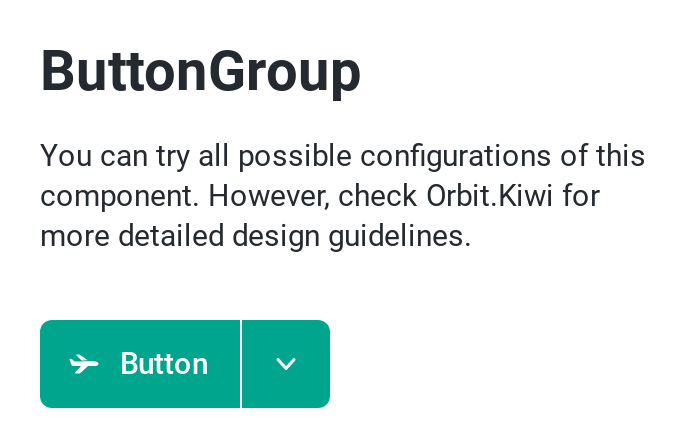 ButtonGroup
You can try all possible configurations of this
component. However, check Orbit.Kiwi for
more detailed design guidelines.
Button